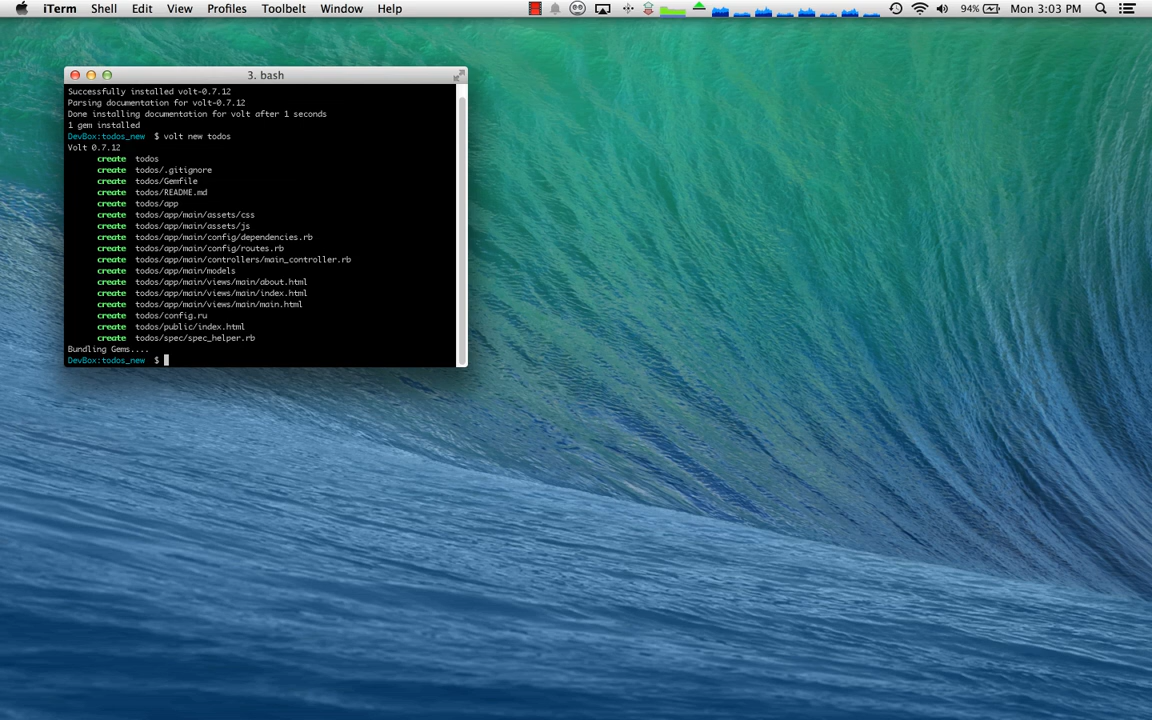 iTerm Shell Edit View Profiles Toolbelt Window Help 94% Mon 3:03 PM
3. bash
Successfully installed volt-0.7.12
Parsing documentation for volt-0.7.12
Done installing documentation for volt after 1 seconds
1 gem installed
DevBox:todos_new $ volt new todos
Volt 0.7.12
create todos
create todos/.gitignore
create todos/Gemfile
create todos/README.md
create todos/app
create todos/app/main/assets/css
create todos/app/main/assets/js
create todos/app/main/config/dependencies.rb
create todos/app/main/config/routes.rb
create todos/app/main/controllers/main_controller.rb
create todos/app/main/models
create todos/app/main/views/main/about.html
create todos/app/main/views/main/index.html
create todos/app/main/views/main/main.html
create todos/config.ru
create todos/public/index.html
create todos/spec/spec_helper.rb
Bundling Gems....
DevBox:todos_new $